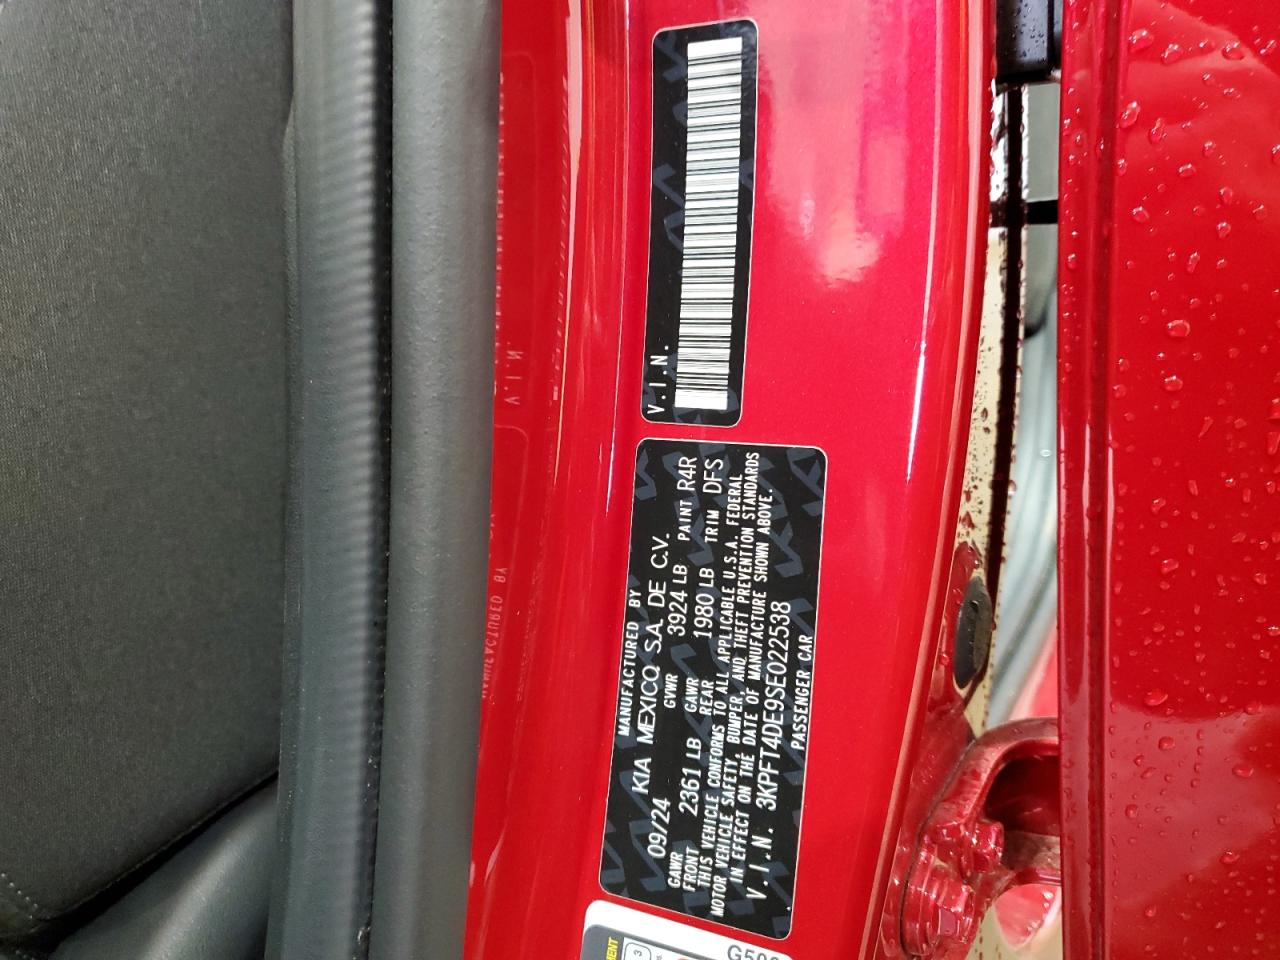 V.I.N.
MANUFACTURED BY
09/24 KIA MEXICO, S.A. DE C.V.
GVWR 3924 LB PAINT R4R
GAWR FRONT 2361 LB GAWR REAR 1980 LB TRIM DFS
THIS VEHICLE CONFORMS TO ALL APPLICABLE U.S.A. FEDERAL
MOTOR VEHICLE SAFETY, BUMPER, AND THEFT PREVENTION STANDARDS
IN EFFECT ON THE DATE OF MANUFACTURE SHOWN ABOVE.
V.I.N. 3KPFT4DE9SE022538
PASSENGER CAR
3